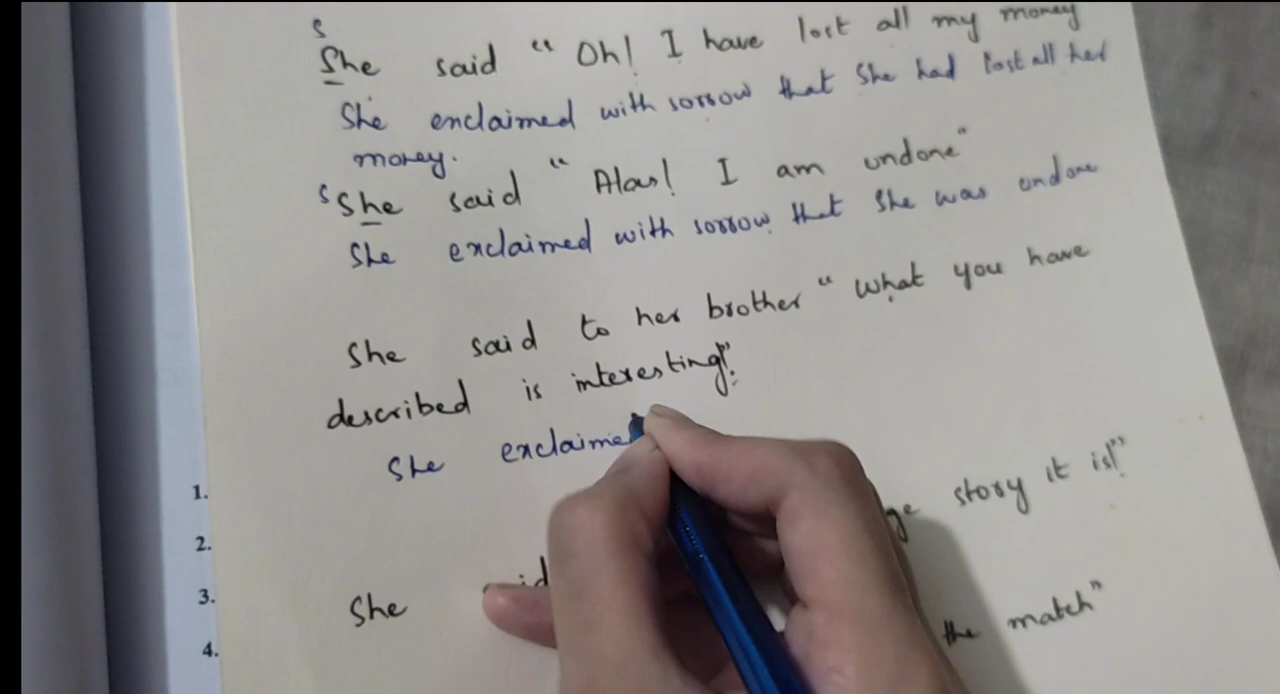 S
She said “ Oh! I have lost all my money
She enclaimed with sorrow that She had lost all her
money.
S She said “ Alas! I am undone”
She exclaimed with sorrow that She was undone
She said to her brother “ what you have
described is interesting!”.
She exclaime
1. story it is!”
2.
3. She the match”
4.